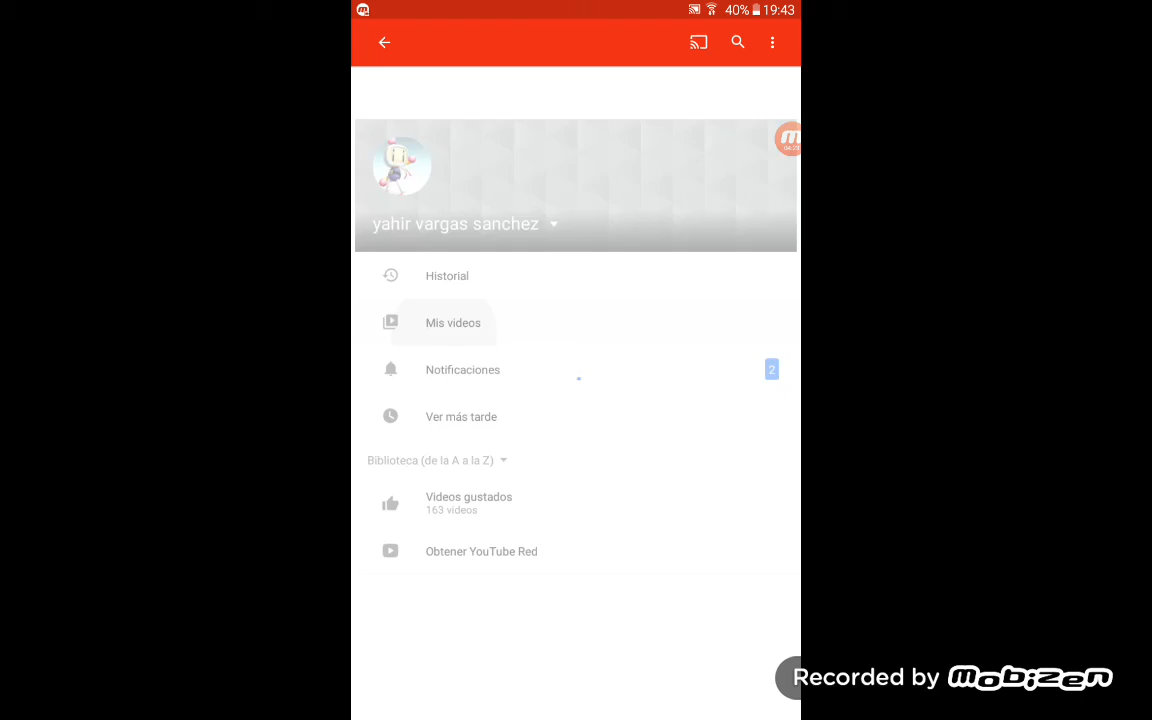 40% 19:43
yahir vargas sanchez
Historial
Mis videos
Notificaciones
2
Ver más tarde
Biblioteca (de la A a la Z)
Videos gustados
163 videos
Obtener YouTube Red
Recorded by mobizen